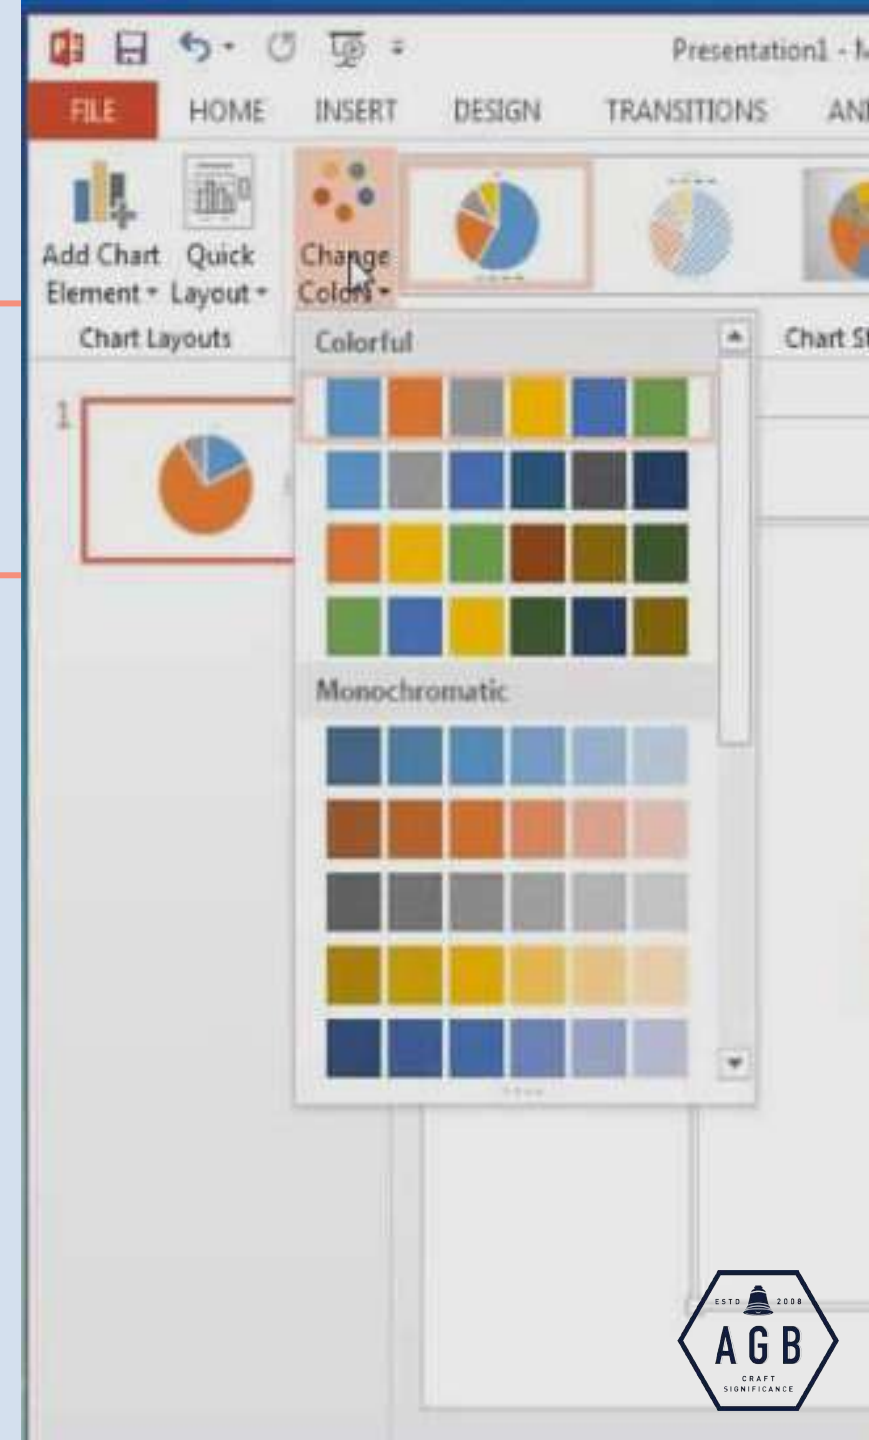 Presentation1 -
FILE HOME INSERT DESIGN TRANSITIONS
Add Chart Element
Quick Layout
Change Colors
Chart Layouts
Chart
Colorful
1
Monochromatic
ESTD 2008
AGB
CRAFT
SIGNIFICANCE